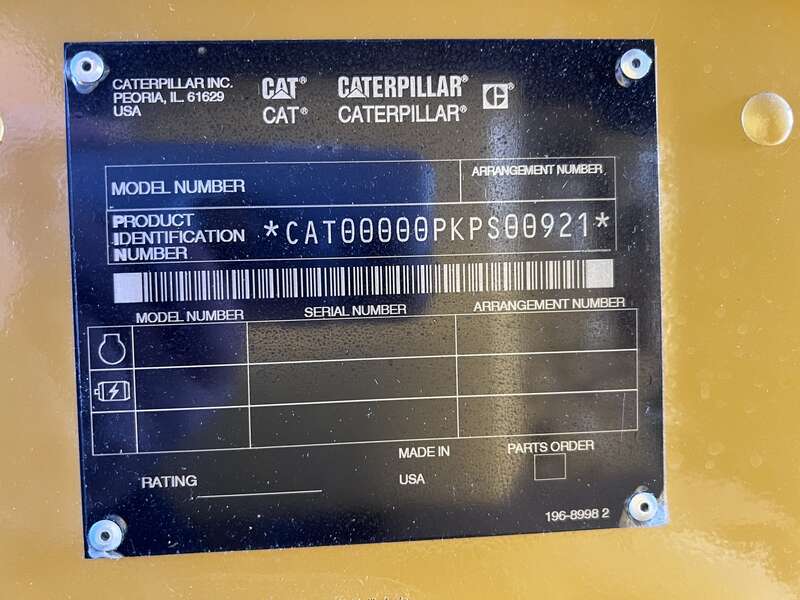 CATERPILLAR INC.
PEORIA, IL. 61629
USA
CAT® CATERPILLAR® C®
CAT® CATERPILLAR®
MODEL NUMBER
ARRANGEMENT NUMBER
PRODUCT
IDENTIFICATION
NUMBER
*CAT00000PKPS00921*
MODEL NUMBER SERIAL NUMBER ARRANGEMENT NUMBER
RATING
MADE IN
USA
PARTS ORDER
196-8998 2